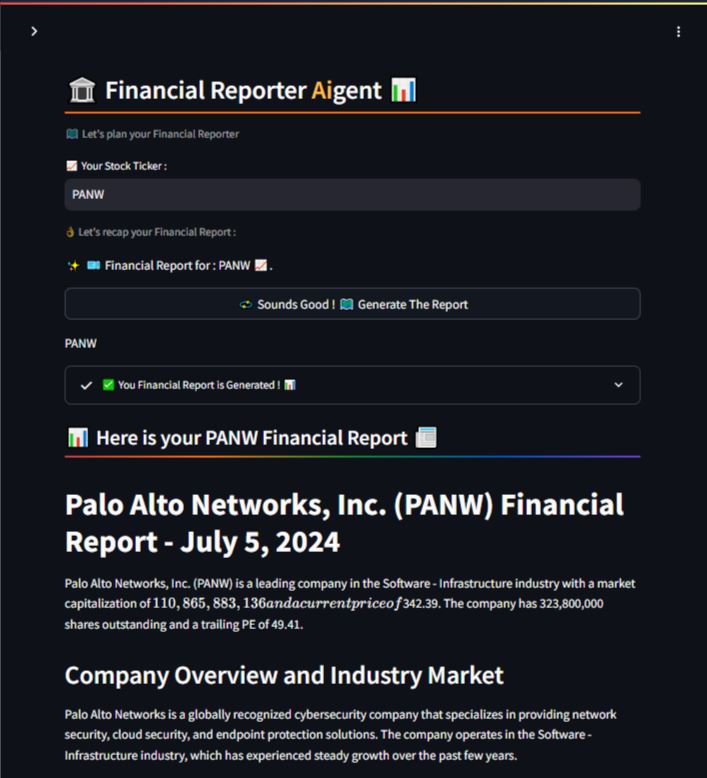 Financial Reporter Aigent
Let's plan your Financial Reporter
Your Stock Ticker :
PANW
Let's recap your Financial Report :
Financial Report for : PANW .
Sounds Good ! Generate The Report
PANW
You Financial Report is Generated !
Here is your PANW Financial Report
Palo Alto Networks, Inc. (PANW) Financial
Report - July 5, 2024
Palo Alto Networks, Inc. (PANW) is a leading company in the Software - Infrastructure industry with a market
capitalization of 110, 865, 883, 136andacurrentpriceof342.39. The company has 323,800,000
shares outstanding and a trailing PE of 49.41.
Company Overview and Industry Market
Palo Alto Networks is a globally recognized cybersecurity company that specializes in providing network
security, cloud security, and endpoint protection solutions. The company operates in the Software -
Infrastructure industry, which has experienced steady growth over the past few years.